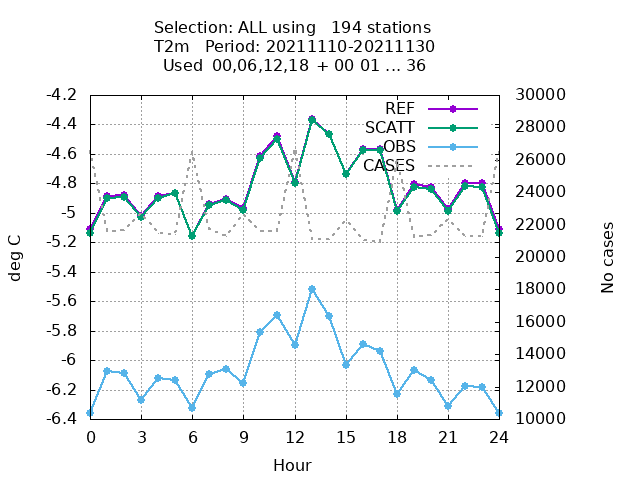 Selection: ALL using   194 stations
T2m   Period: 20211110-20211130
Used  00,06,12,18 + 00 01 ... 36
-4.2
-4.4
-4.6
-4.8
-5
-5.2
-5.4
-5.6
-5.8
-6
-6.2
-6.4
deg C
30000
28000
26000
24000
22000
20000
18000
16000
14000
12000
10000
No cases
REF
SCATT
OBS
CASES
0 3 6 9 12 15 18 21 24
Hour